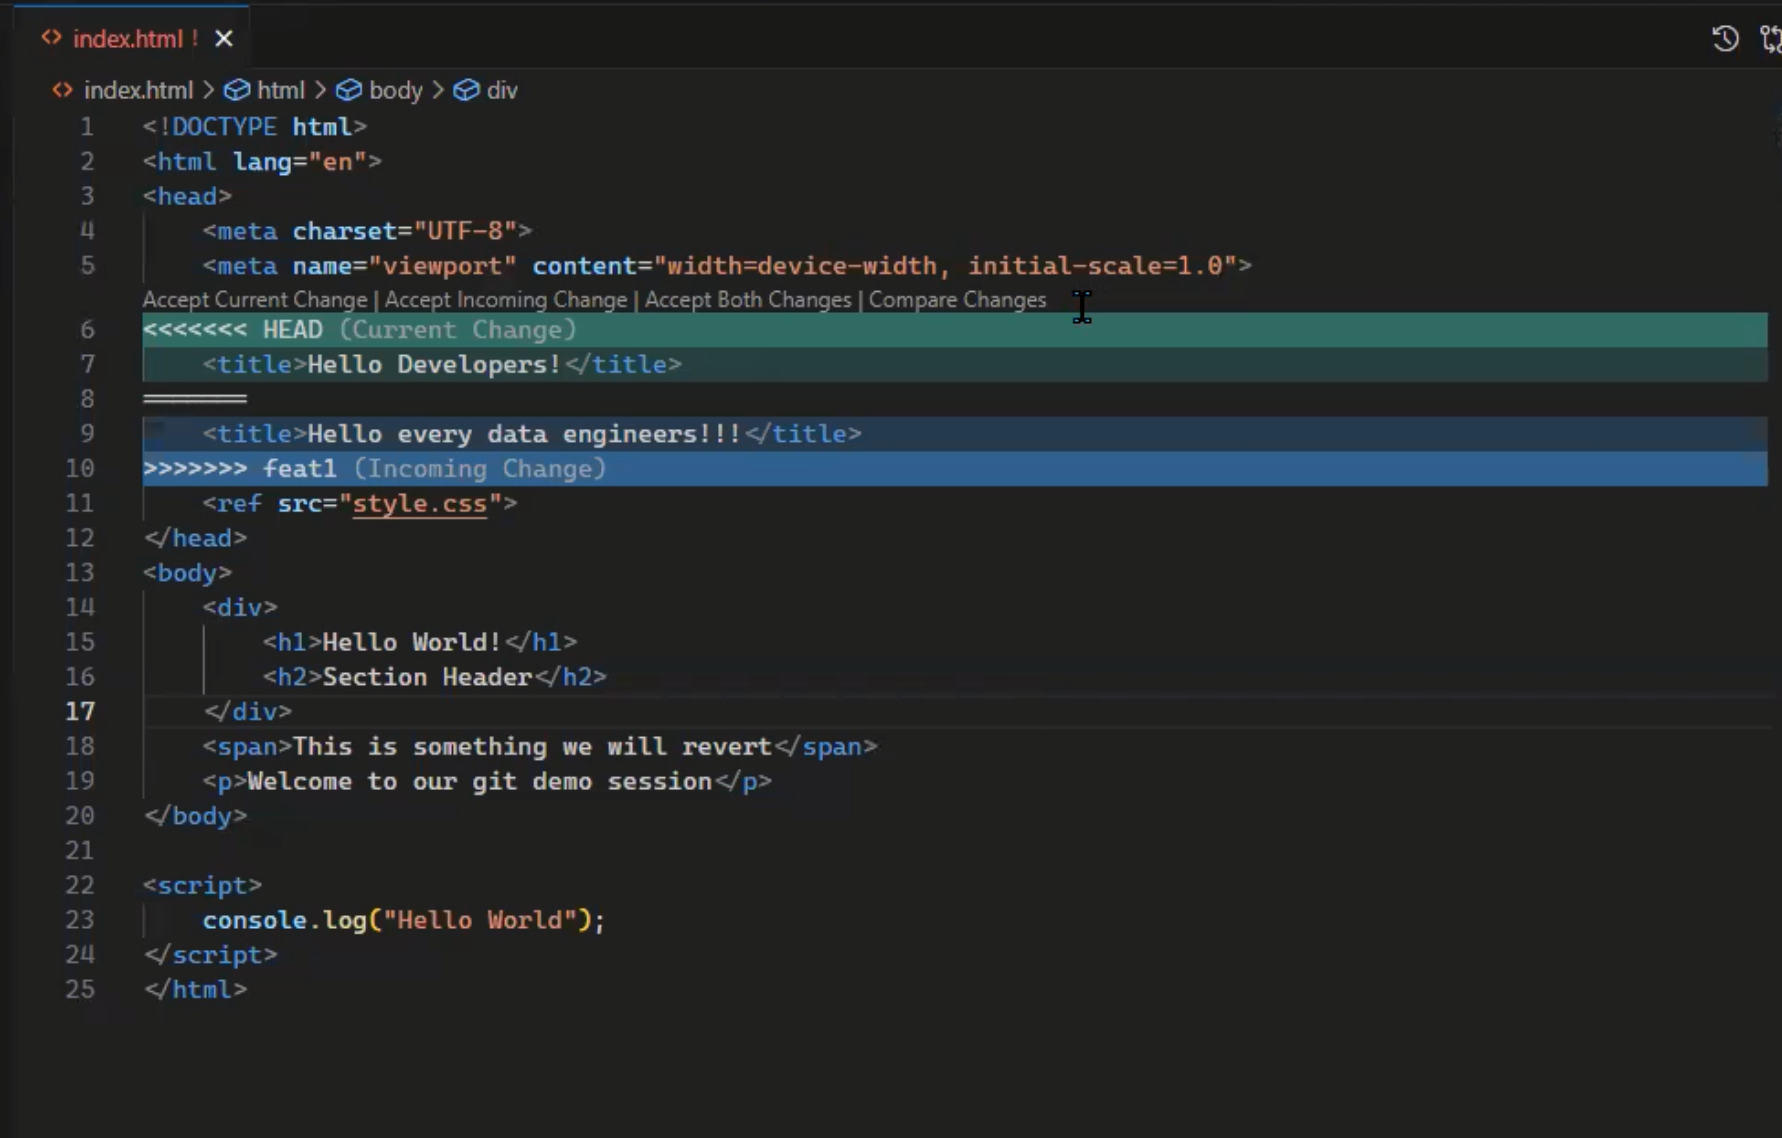 index.html !
index.html > html > body > div
1 <!DOCTYPE html>
2 <html lang="en">
3 <head>
4     <meta charset="UTF-8">
5     <meta name="viewport" content="width=device-width, initial-scale=1.0">
Accept Current Change | Accept Incoming Change | Accept Both Changes | Compare Changes
6 <<<<<<< HEAD (Current Change)
7     <title>Hello Developers!</title>
8 =======
9     <title>Hello every data engineers!!!</title>
10 >>>>>>> feat1 (Incoming Change)
11     <ref src="style.css">
12 </head>
13 <body>
14     <div>
15         <h1>Hello World!</h1>
16         <h2>Section Header</h2>
17     </div>
18     <span>This is something we will revert</span>
19     <p>Welcome to our git demo session</p>
20 </body>
21
22 <script>
23     console.log("Hello World");
24 </script>
25 </html>